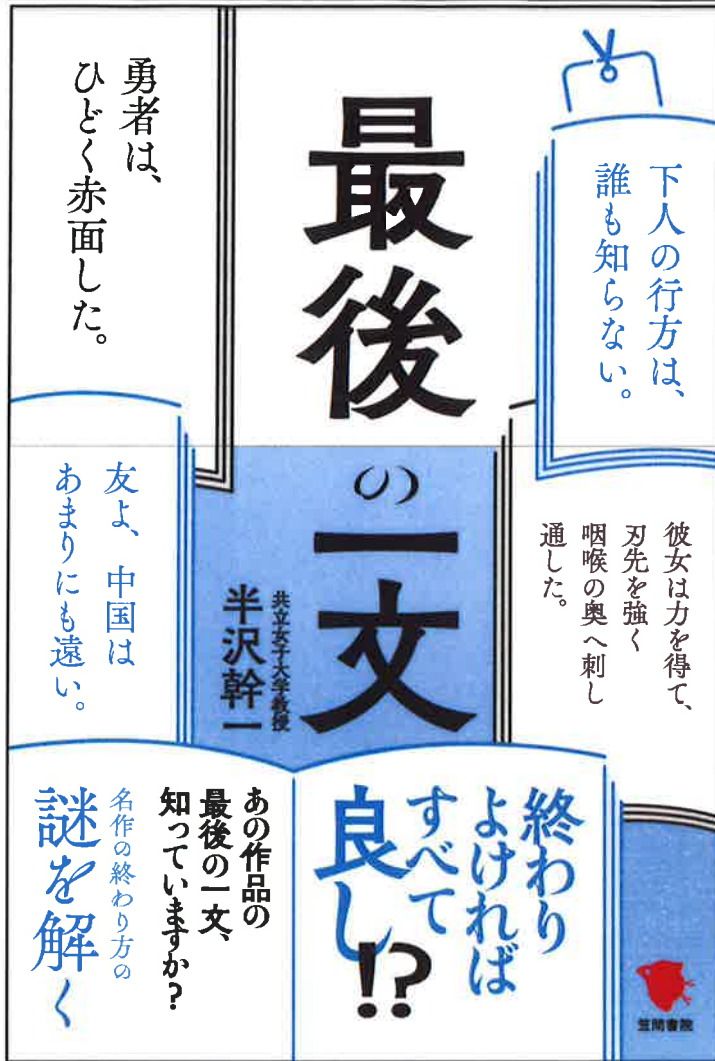 最後の一文
共立女子大学教授
半沢幹一
下人の行方は、
誰も知らない。
勇者は、
ひどく赤面した。
彼女は力を得て、
刃先を強く
咽喉の奥へ刺し
通した。
友よ、中国は
あまりにも遠い。
終わり
よければ
すべて
良し!?
あの作品の
最後の一文、
知っていますか?
名作の終わり方の
謎を解く
笠間書院